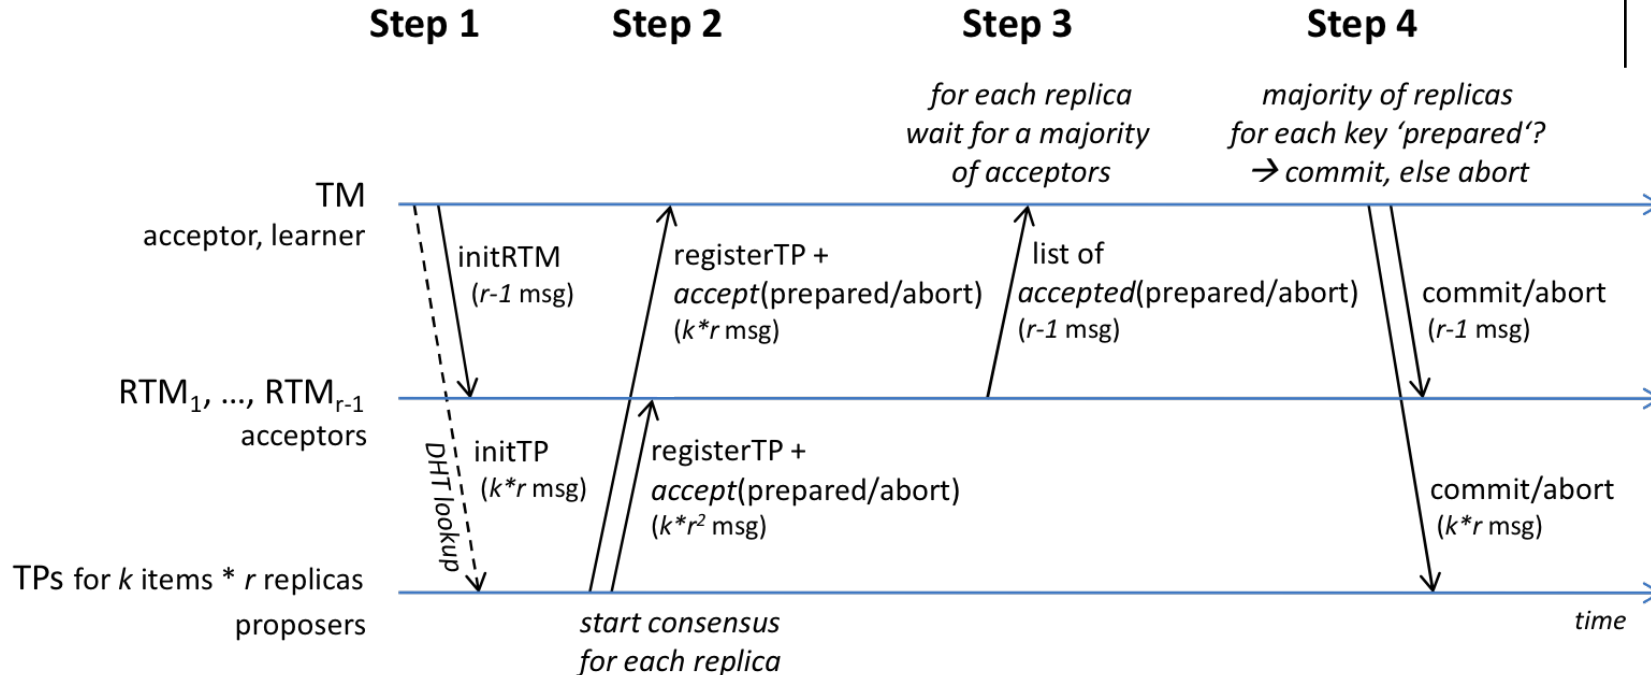 Step 1
Step 2
Step 3
Step 4
for each replica
wait for a majority
of acceptors
majority of replicas
for each key ‘prepared‘?
→ commit, else abort
TM
acceptor, learner
initRTM
(r-1 msg)
registerTP +
accept(prepared/abort)
(k*r msg)
list of
accepted(prepared/abort)
(r-1 msg)
commit/abort
(r-1 msg)
RTM1, ..., RTMr-1
acceptors
DHT lookup
initTP
(k*r msg)
registerTP +
accept(prepared/abort)
(k*r² msg)
commit/abort
(k*r msg)
TPs for k items * r replicas
proposers
start consensus
for each replica
time